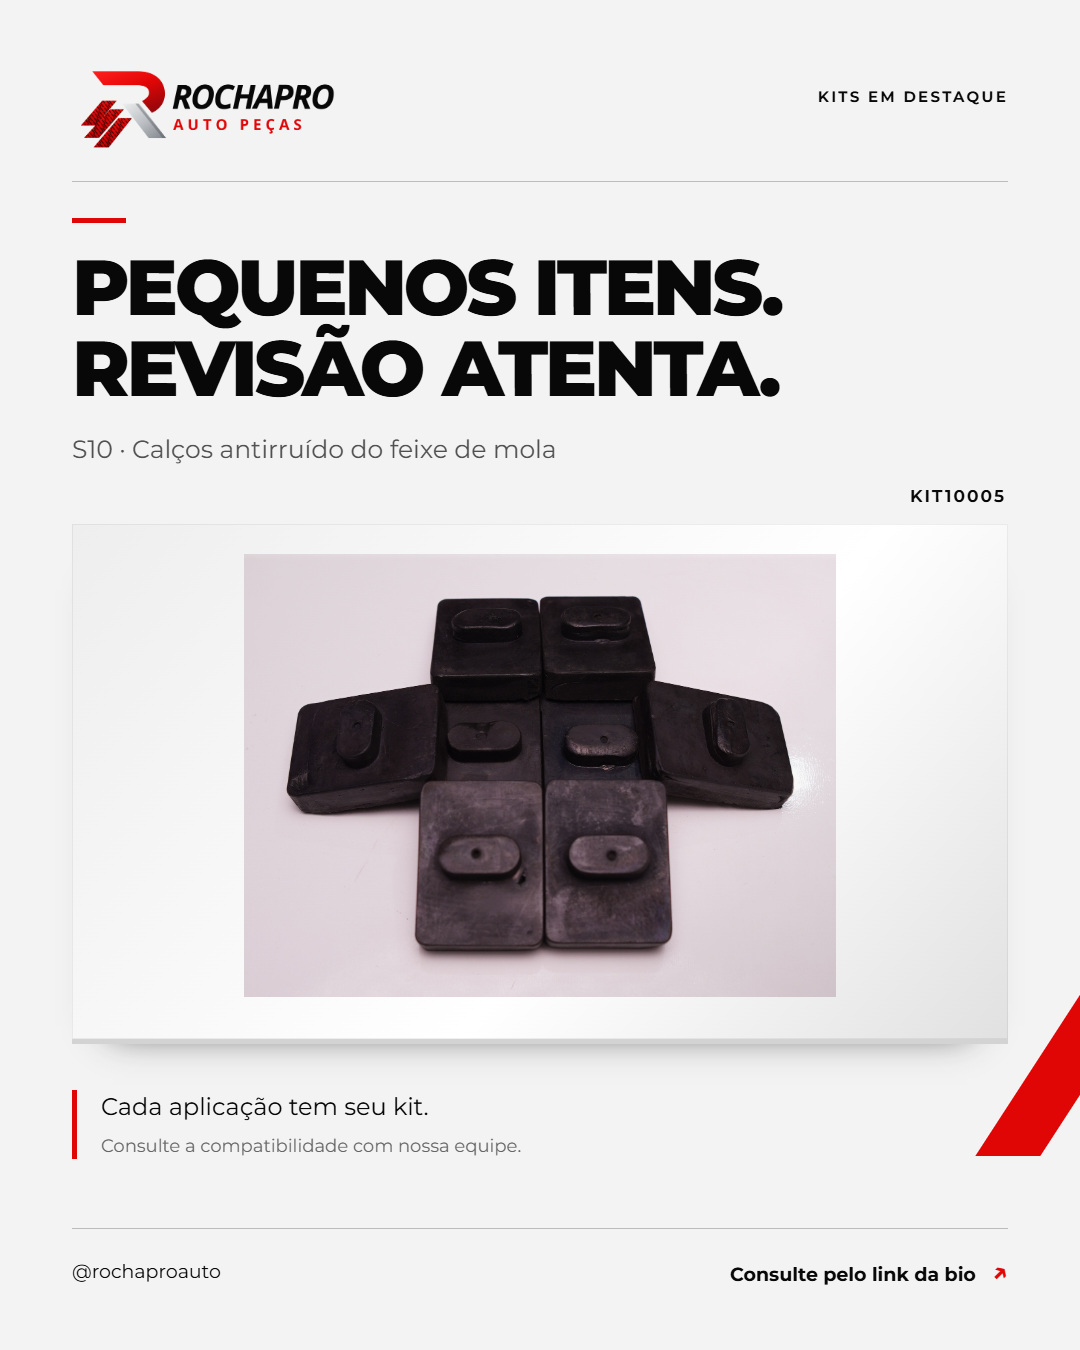 ROCHAPRO
AUTO PEÇAS
KITS EM DESTAQUE
PEQUENOS ITENS.
REVISÃO ATENTA.
S10 · Calços antirruído do feixe de mola
KIT10005
Cada aplicação tem seu kit.
Consulte a compatibilidade com nossa equipe.
@rochaproauto
Consulte pelo link da bio